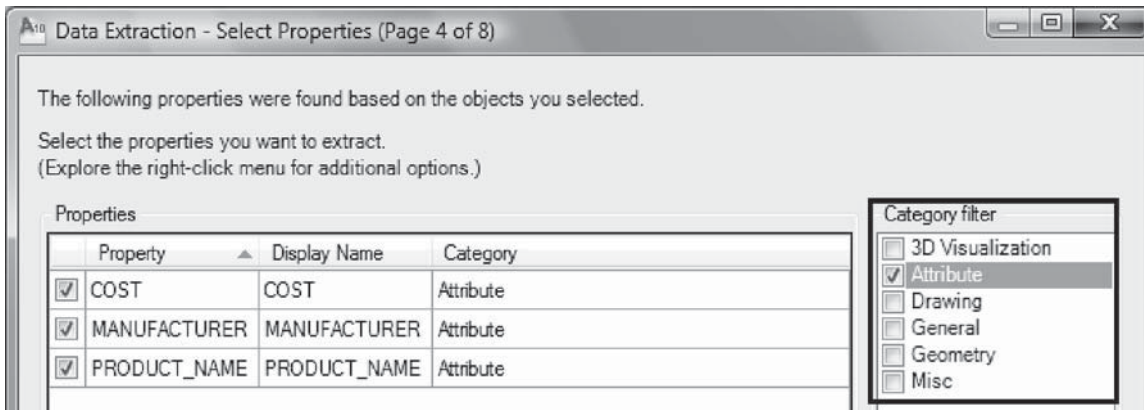 A10 Data Extraction - Select Properties (Page 4 of 8)
The following properties were found based on the objects you selected.
Select the properties you want to extract.
(Explore the right-click menu for additional options.)
Properties
Property Display Name Category
COST COST Attribute
MANUFACTURER MANUFACTURER Attribute
PRODUCT_NAME PRODUCT_NAME Attribute
Category filter
3D Visualization
Attribute
Drawing
General
Geometry
Misc